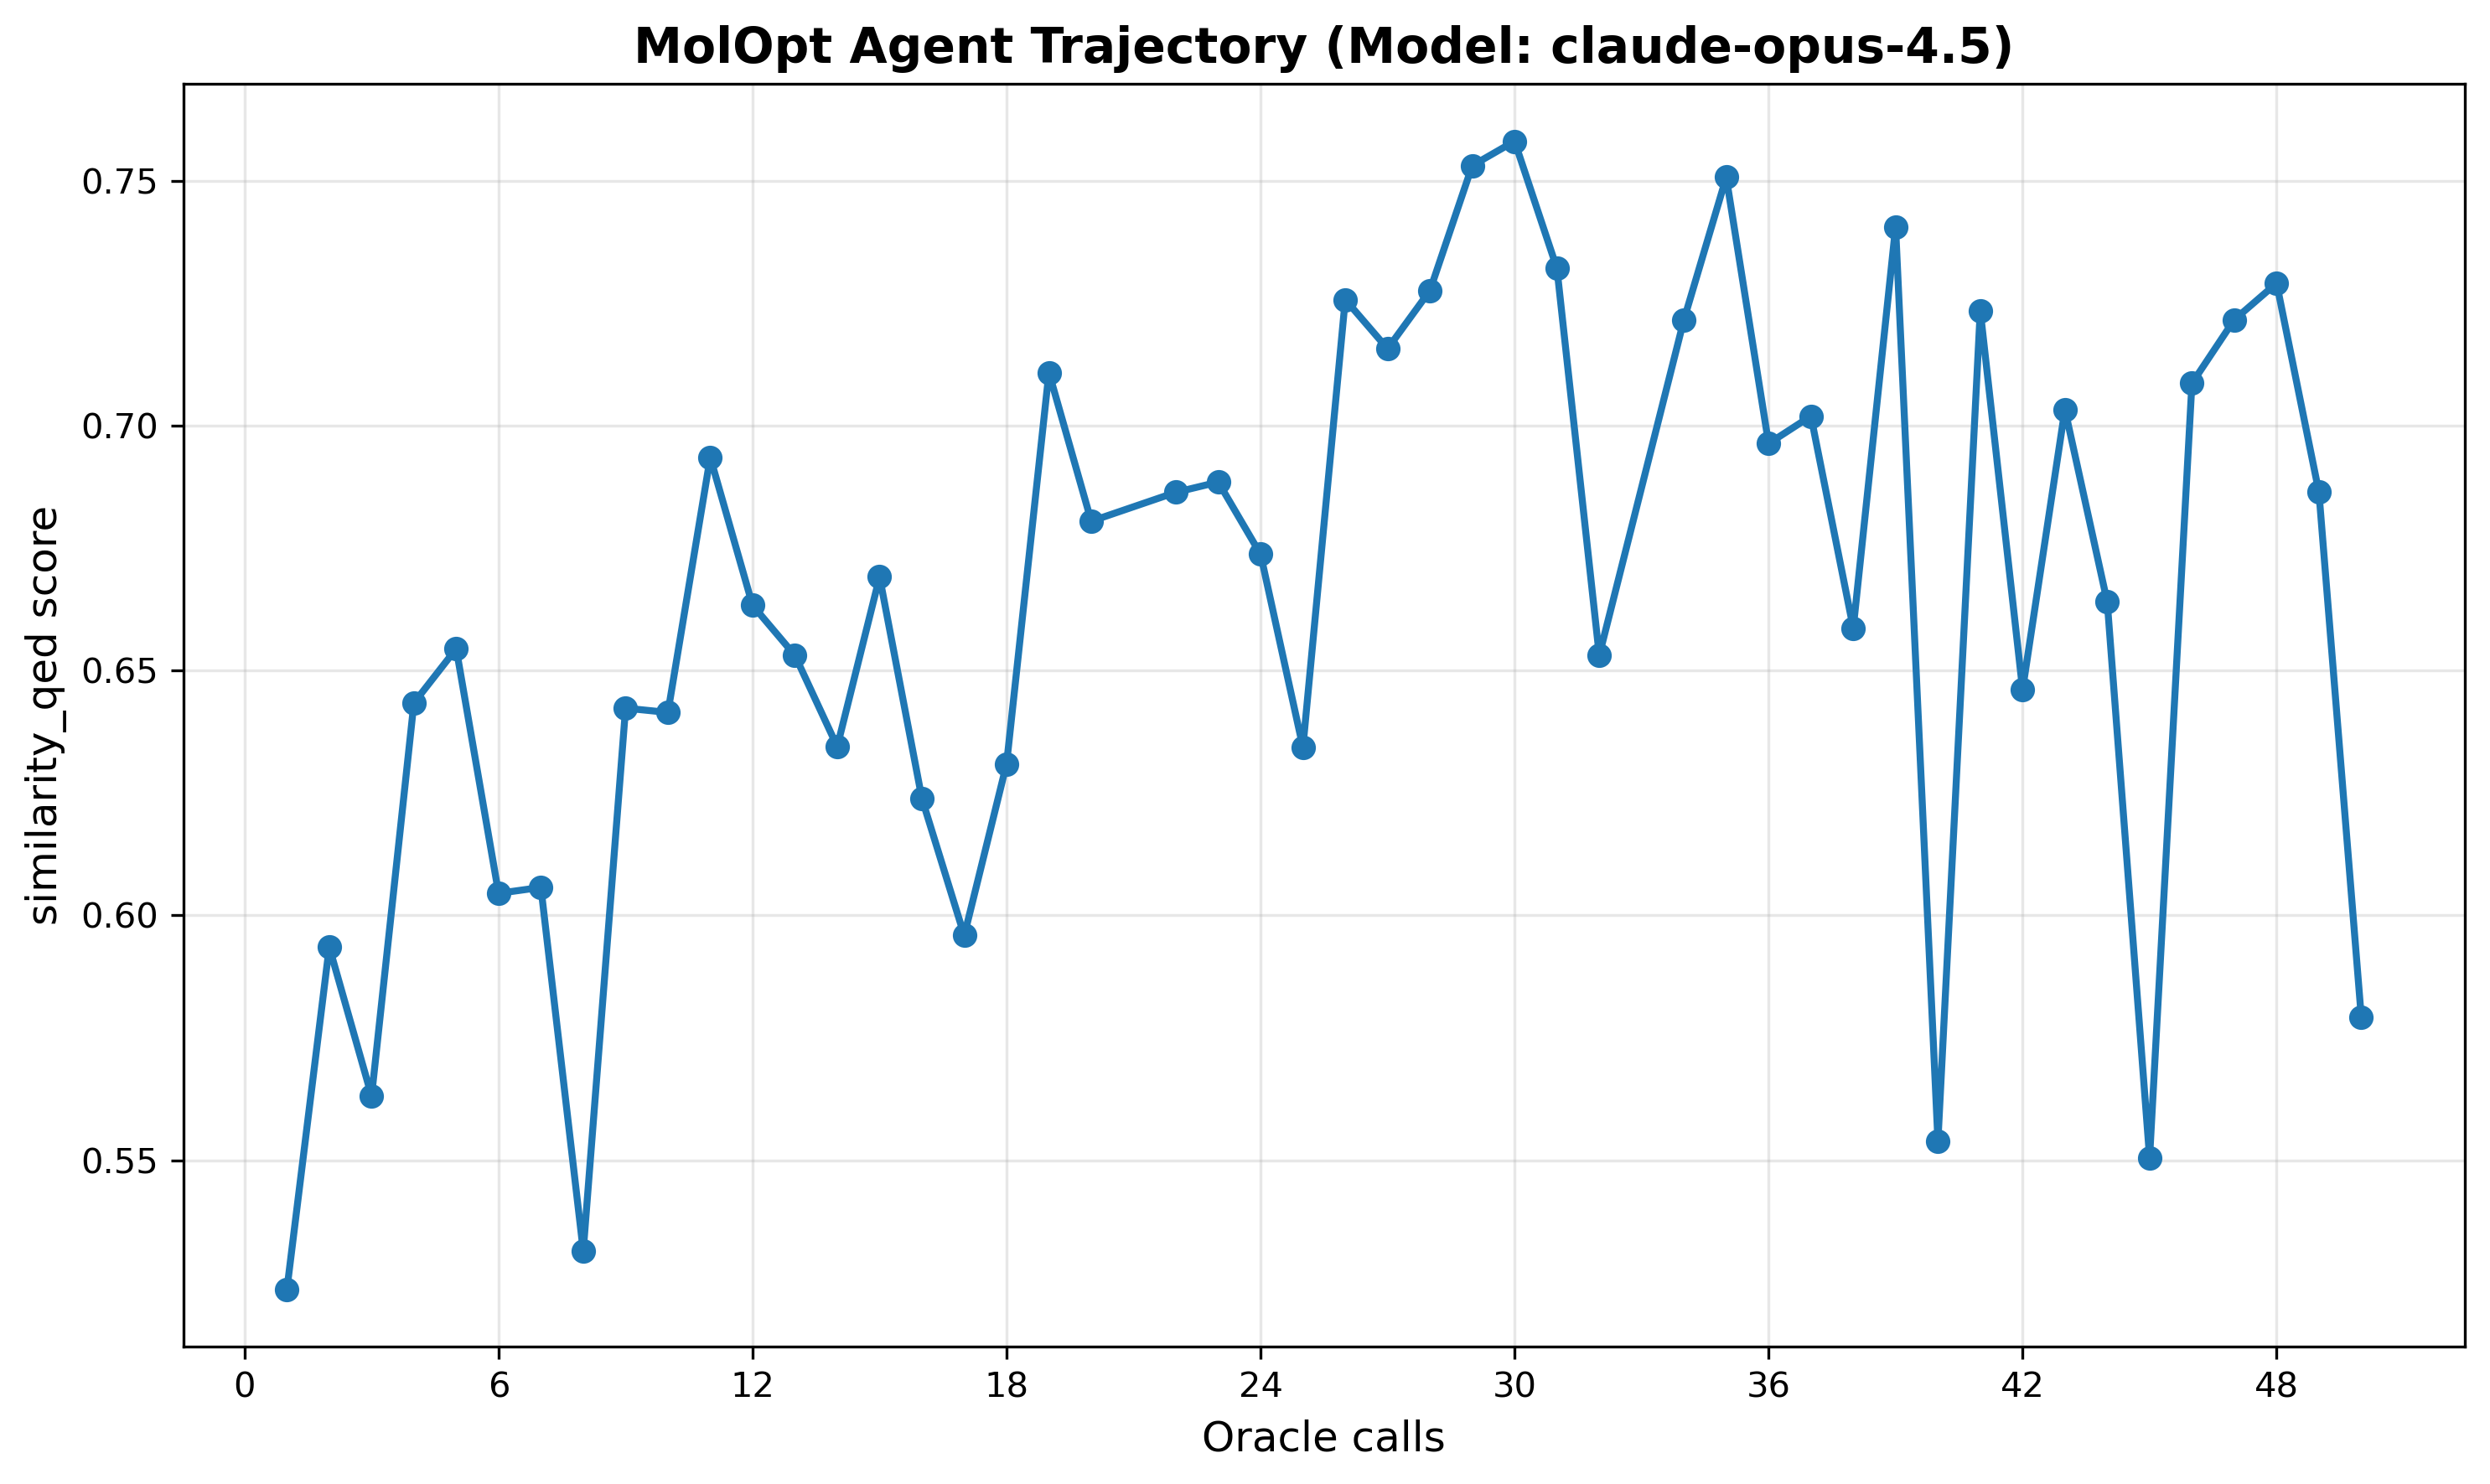 MolOpt Agent Trajectory (Model: claude-opus-4.5)
similarity_qed score
0.75
0.70
0.65
0.60
0.55
0 6 12 18 24 30 36 42 48
Oracle calls